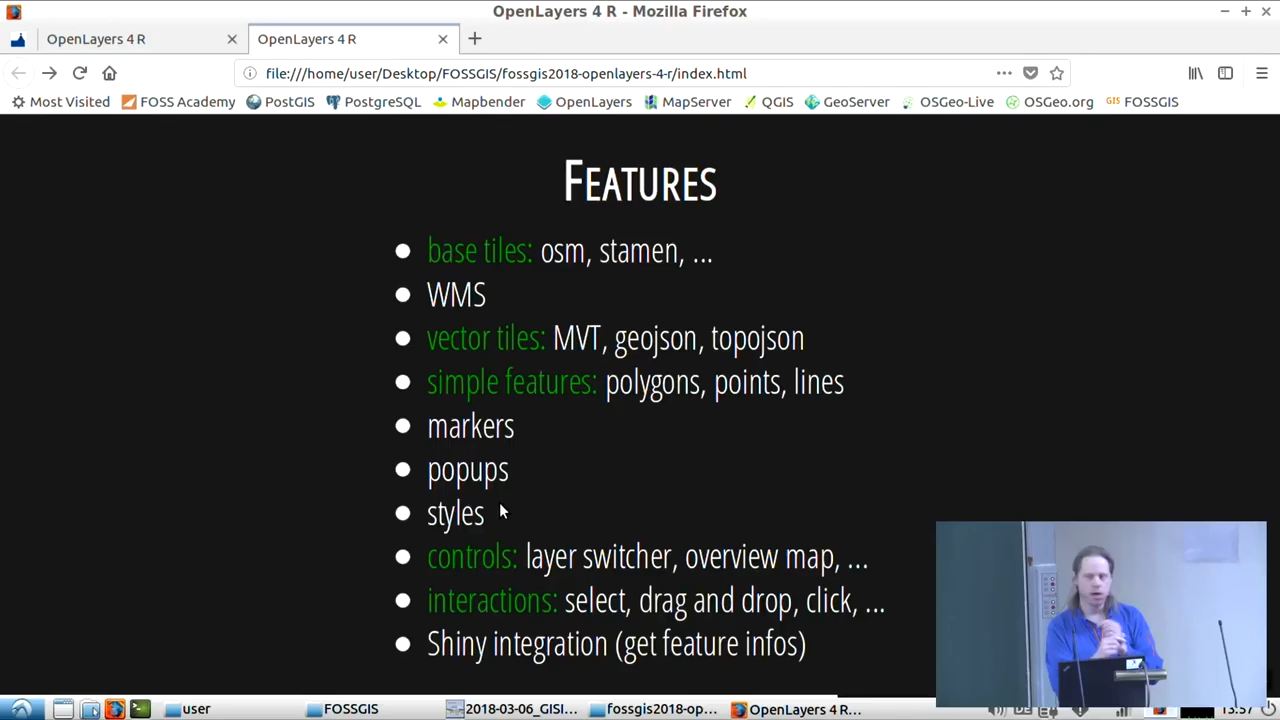 OpenLayers 4 R - Mozilla Firefox
OpenLayers 4 R
OpenLayers 4 R
file:///home/user/Desktop/FOSSGIS/fossgis2018-openlayers-4-r/index.html
Most Visited FOSS Academy PostGIS PostgreSQL Mapbender OpenLayers MapServer QGIS GeoServer OSGeo-Live OSGeo.org GIS FOSSGIS
FEATURES
base tiles: osm, stamen, ...
WMS
vector tiles: MVT, geojson, topojson
simple features: polygons, points, lines
markers
popups
styles
controls: layer switcher, overview map, ...
interactions: select, drag and drop, click, ...
Shiny integration (get feature infos)
user FOSSGIS 2018-03-06_GISI... fossgis2018-op... OpenLayers 4 R... DE 13:57